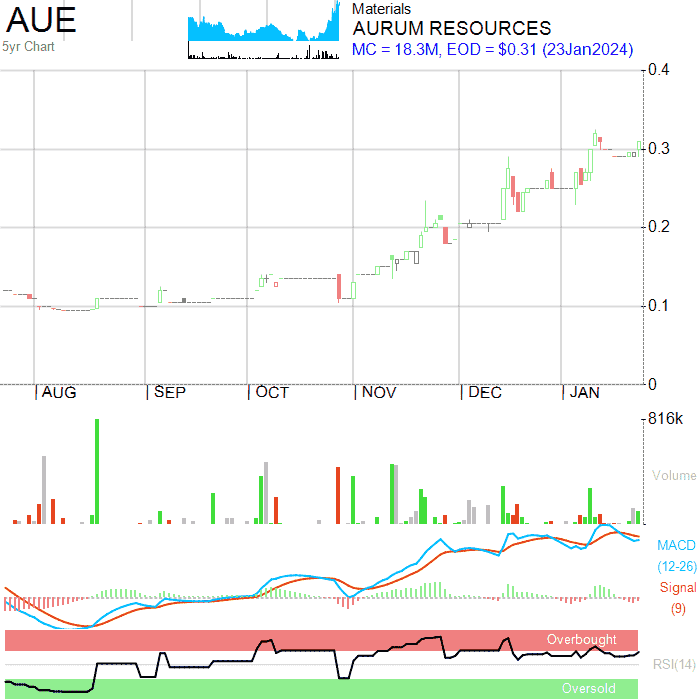 AUE
5yr Chart
Materials
AURUM RESOURCES
MC = 18.3M, EOD = $0.31 (23Jan2024)
0.4
0.3
0.2
0.1
0
AUG SEP OCT NOV DEC JAN
816k
Volume
MACD
(12-26)
Signal
(9)
Overbought
RSI(14)
Oversold